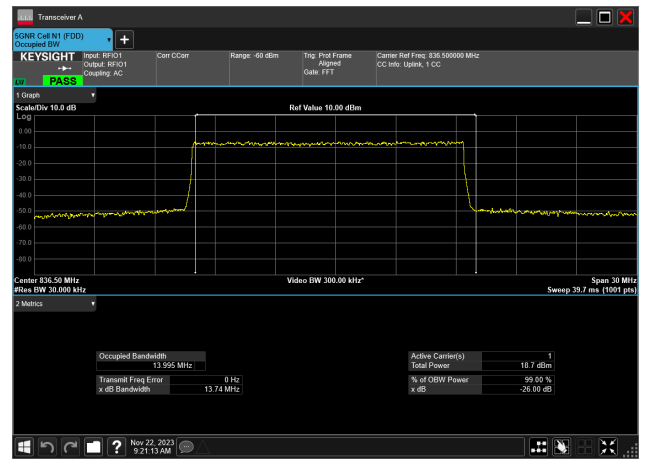 Transceiver A
5GNR Cell N1 (FDD)
Occupied BW
KEYSIGHT
LW PASS
Input: RFIO1
Output: RFIO1
Coupling: AC
Corr CCorr
Range: -60 dBm
Trig: Prot Frame
Aligned
Gate: FFT
Carrier Ref Freq: 836.500000 MHz
CC Info: Uplink, 1 CC
1 Graph
Scale/Div 10.0 dB
Ref Value 10.00 dBm
Log
0.00
-10.0
-20.0
-30.0
-40.0
-50.0
-60.0
-70.0
-80.0
Center 836.50 MHz
Video BW 300.00 kHz*
Span 30 MHz
#Res BW 30.000 kHz
Sweep 39.7 ms (1001 pts)
2 Metrics
Occupied Bandwidth
13.995 MHz
Transmit Freq Error 0 Hz
x dB Bandwidth 13.74 MHz
Active Carrier(s) 1
Total Power 18.7 dBm
% of OBW Power 99.00 %
x dB -26.00 dB
?
Nov 22, 2023
9:21:13 AM